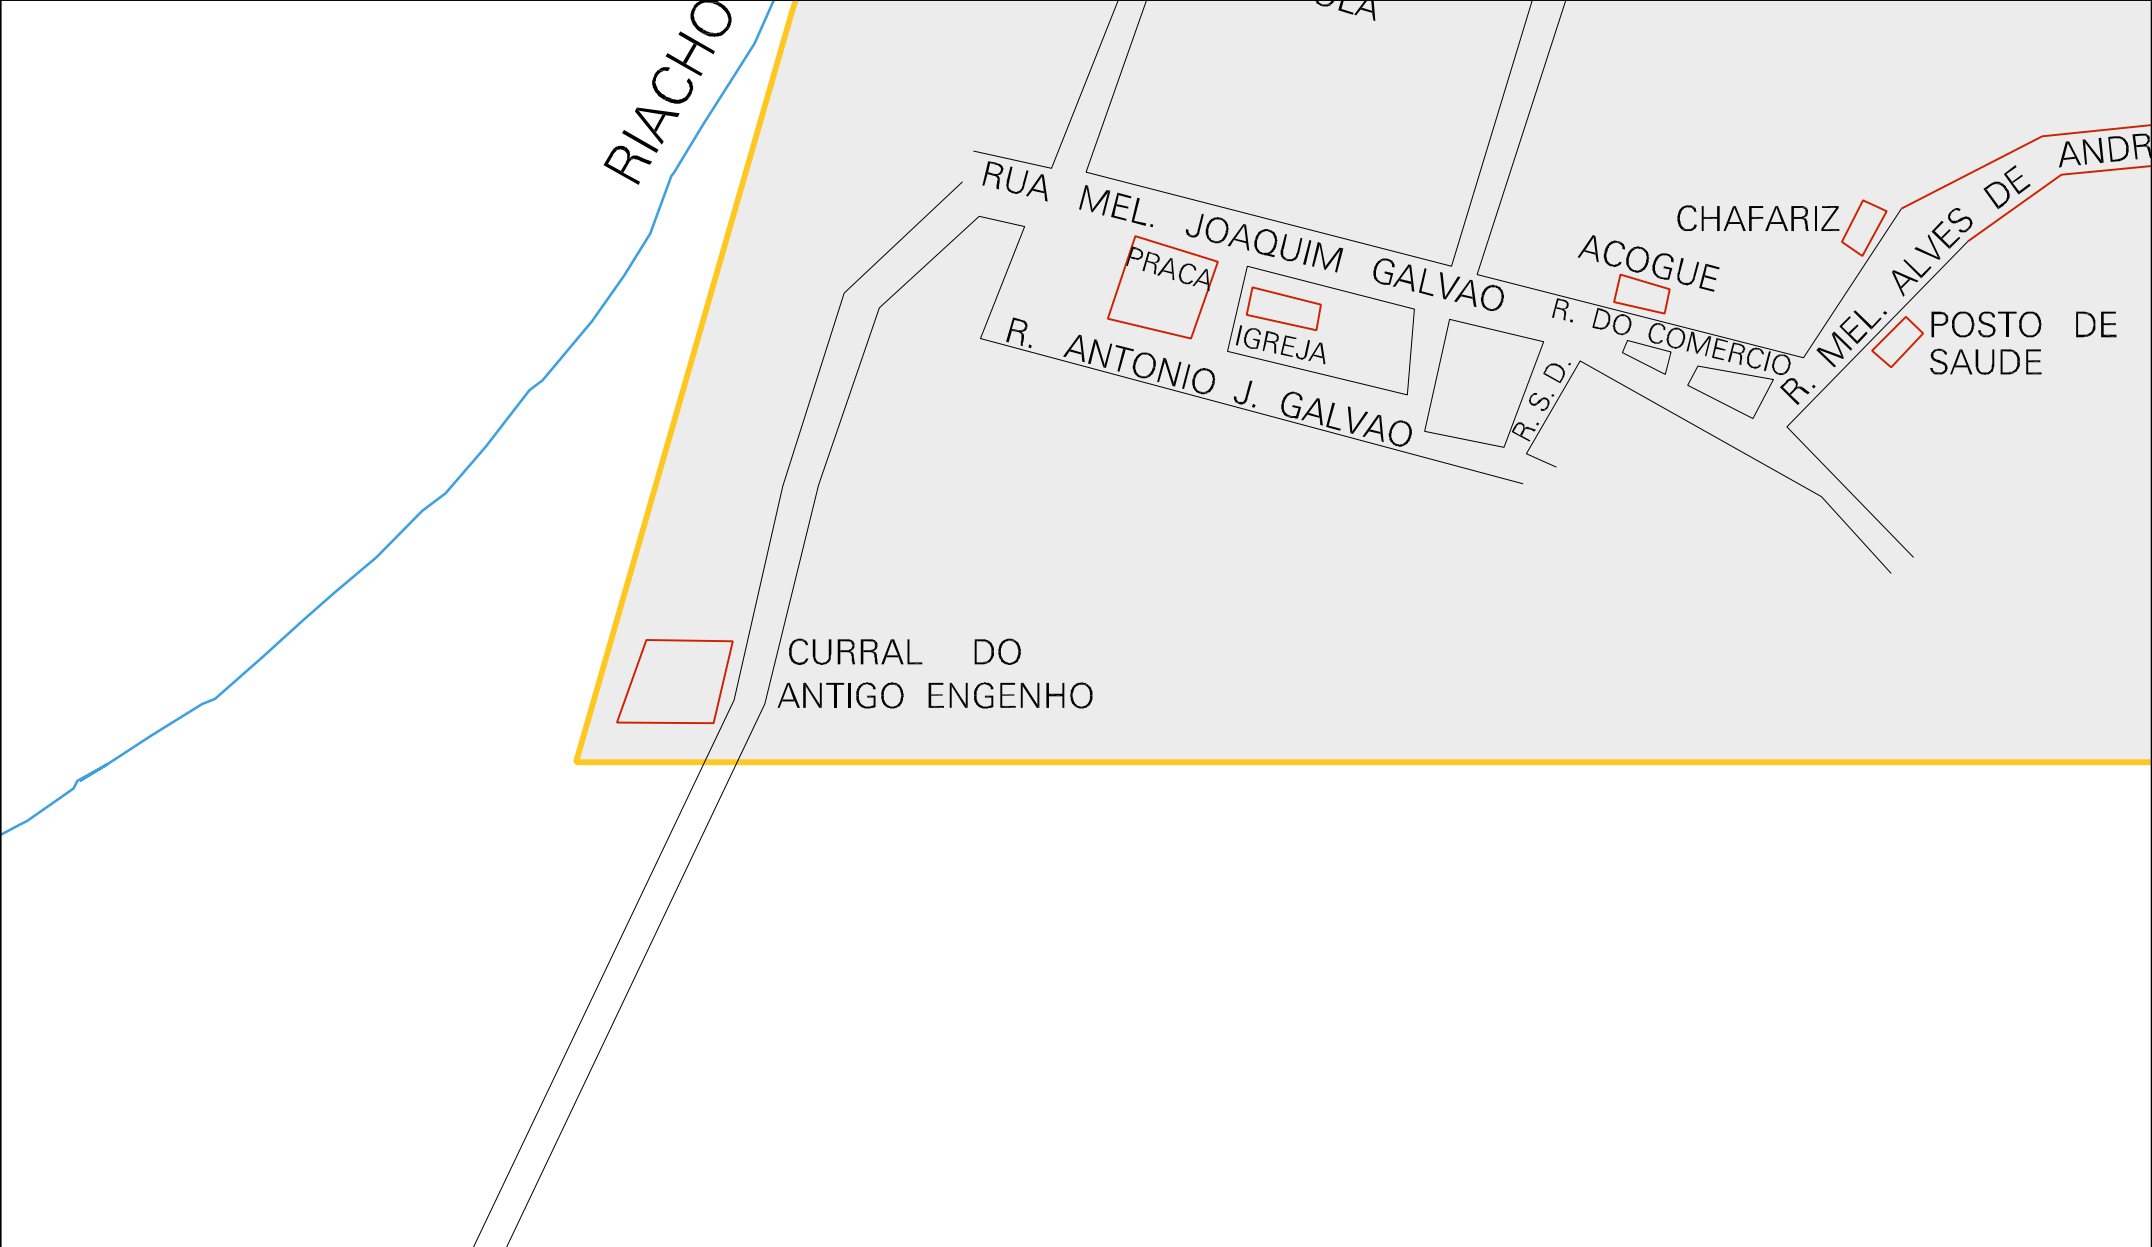 RIACHO
RUA MEL. JOAQUIM GALVAO
PRACA
IGREJA
R. ANTONIO J. GALVAO
R. S. D.
R. DO COMERCIO
ACOGUE
CHAFARIZ
R. MEL. ALVES DE ANDR
POSTO DE
SAUDE
CURRAL DO
ANTIGO ENGENHO